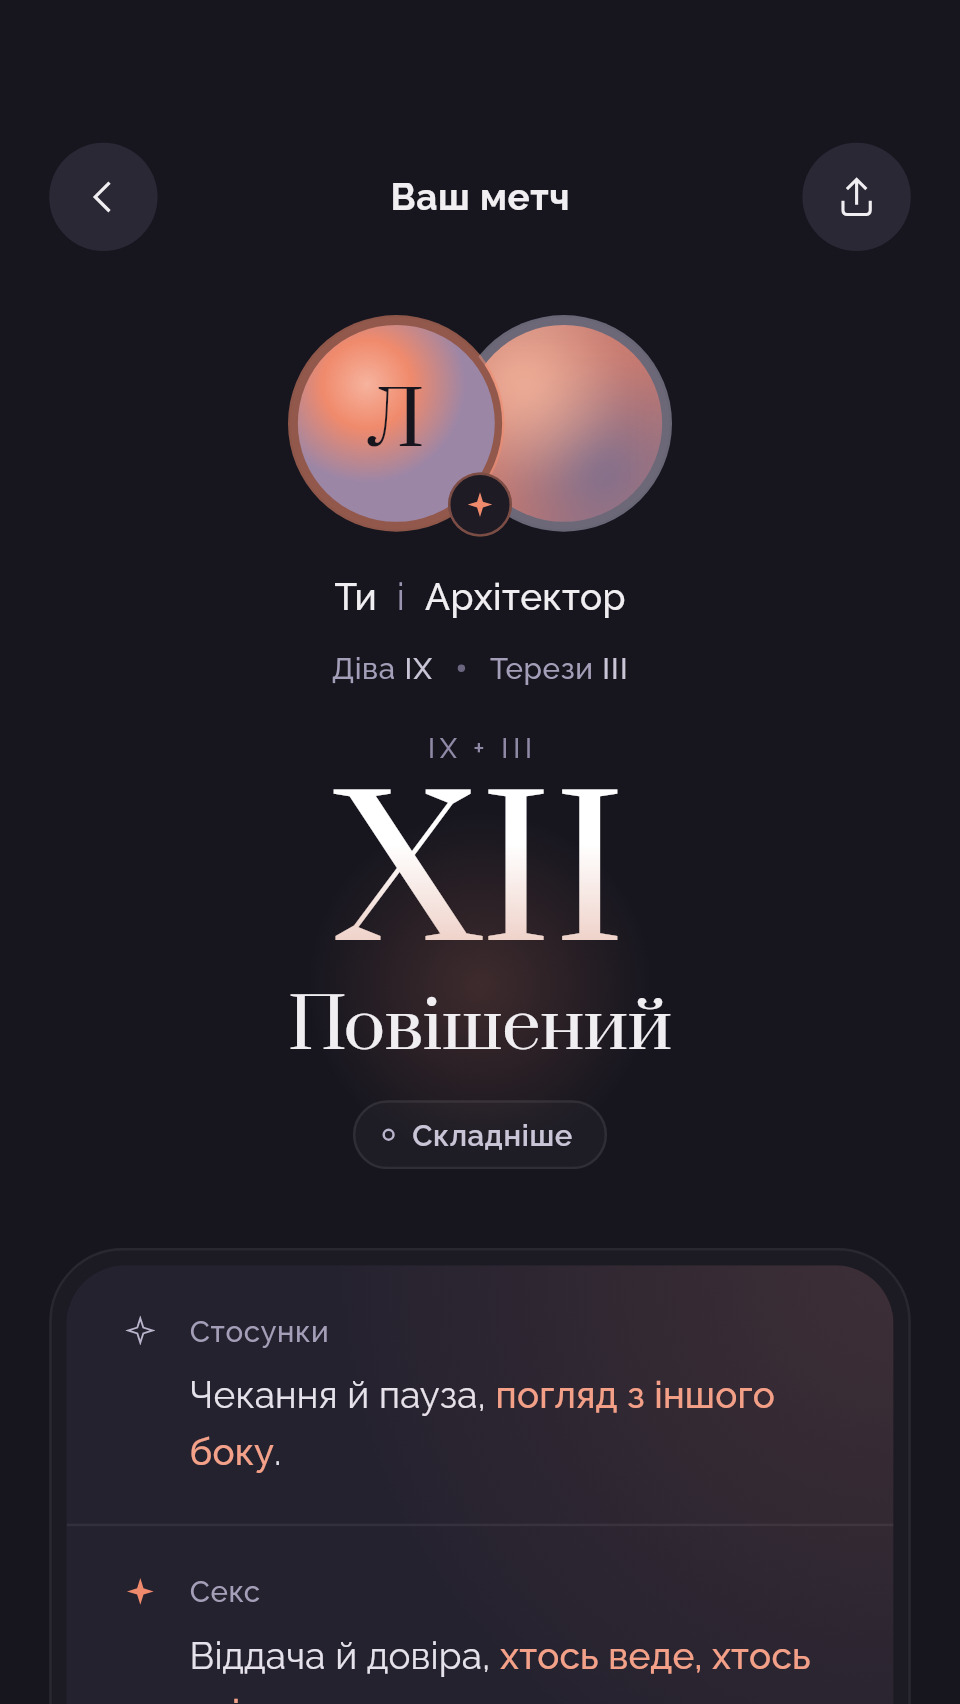 Ваш метч
Л
Ти і Архітектор
Діва IX • Терези III
IX + III
XII
Повішений
Складніше
Стосунки
Чекання й пауза, погляд з іншого
боку.
Секс
Віддача й довіра, хтось веде, хтось